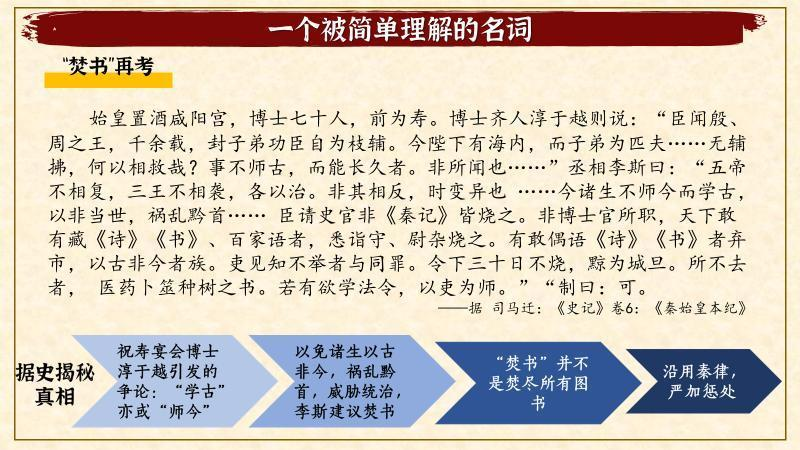 一个被简单理解的名词
“焚书”再考
始皇置酒咸阳宫，博士七十人，前为寿。博士齐人淳于越则说：“臣闻殷、
周之王，千余载，封子弟功臣自为枝辅。今陛下有海内，而子弟为匹夫……无辅
拂，何以相救哉？事不师古，而能长久者。非所闻也……”丞相李斯曰：“五帝
不相复，三王不相袭，各以治。非其相反，时变异也 ……今诸生不师今而学古，
以非当世，祸乱黔首…… 臣请史官非《秦记》皆烧之。非博士官所职，天下敢
有藏《诗》《书》、百家语者，悉诣守、尉杂烧之。有敢偶语《诗》《书》者弃
市，以古非今者族。吏见知不举者与同罪。令下三十日不烧，黥为城旦。所不去
者， 医药卜筮种树之书。若有欲学法令，以吏为师。”“制曰：可。
——据 司马迁：《史记》卷6：《秦始皇本纪》
据史揭秘
真相
祝寿宴会博士
淳于越引发的
争论：“学古”
亦或“师今”
以免诸生以古
非今，祸乱黔
首，威胁统治，
李斯建议焚书
“焚书”并不
是焚尽所有图
书
沿用秦律，
严加惩处